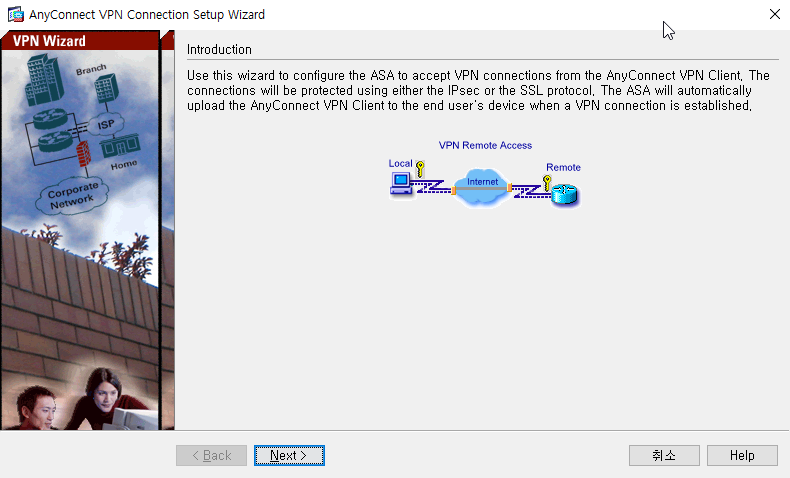 AnyConnect VPN Connection Setup Wizard
VPN Wizard
Branch
ISP
Home
Corporate
Network
Introduction
Use this wizard to configure the ASA to accept VPN connections from the AnyConnect VPN Client. The
connections will be protected using either the IPsec or the SSL protocol. The ASA will automatically
upload the AnyConnect VPN Client to the end user's device when a VPN connection is established.
VPN Remote Access
Local
Internet
Remote
< Back
Next >
취소
Help